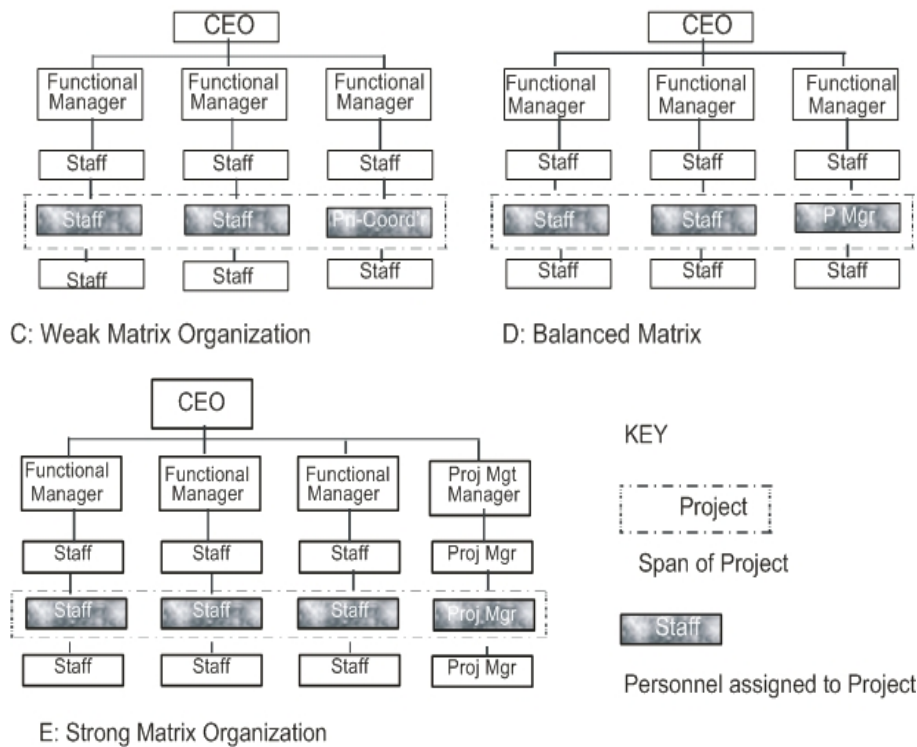 CEO
Functional
Manager
Functional
Manager
Functional
Manager
Staff
Staff
Staff
Staff
Staff
Prj-Coord'r
Staff
Staff
Staff
C: Weak Matrix Organization
CEO
Functional
Manager
Functional
Manager
Functional
Manager
Staff
Staff
Staff
Staff
Staff
P Mgr
Staff
Staff
Staff
D: Balanced Matrix
CEO
Functional
Manager
Functional
Manager
Functional
Manager
Proj Mgt
Manager
Staff
Staff
Staff
Proj Mgr
Staff
Staff
Staff
Proj Mgr
Staff
Staff
Staff
Proj Mgr
E: Strong Matrix Organization
KEY
Project
Span of Project
Staff
Personnel assigned to Project